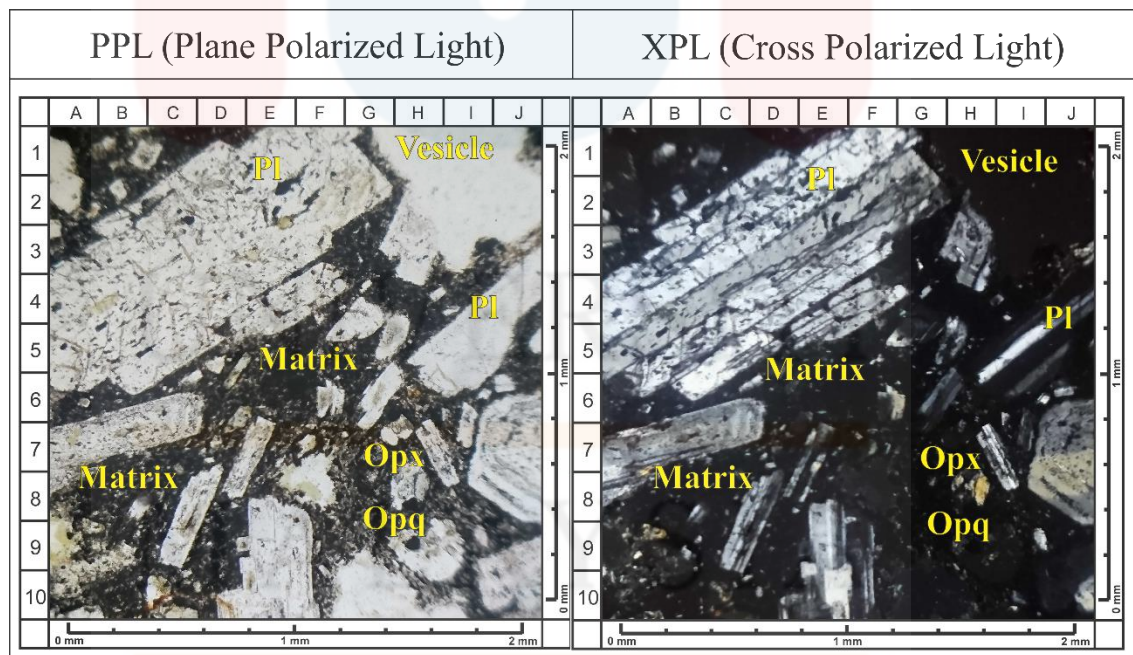 PPL (Plane Polarized Light) XPL (Cross Polarized Light)
A B C D E F G H I J
A B C D E F G H I J
1
2
3
4
5
6
7
8
9
10
Vesicle
Pl
Pl
Matrix
Opx
Matrix
Opq
2 mm
1 mm
0 mm
0 mm 1 mm 2 mm
1
2
3
4
5
6
7
8
9
10
Vesicle
Pl
Pl
Matrix
Opx
Matrix
Opq
2 mm
1 mm
0 mm
0 mm 1 mm 2 mm